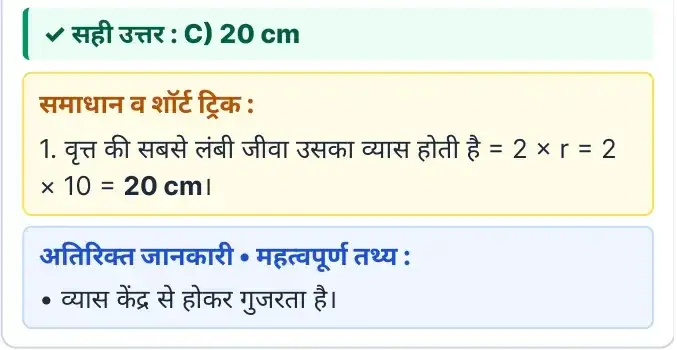 ✓ सही उत्तर : C) 20 cm
समाधान व शॉर्ट ट्रिक :
1. वृत्त की सबसे लंबी जीवा उसका व्यास होती है = 2 × r = 2
× 10 = 20 cm।
अतिरिक्त जानकारी • महत्वपूर्ण तथ्य :
• व्यास केंद्र से होकर गुजरता है।